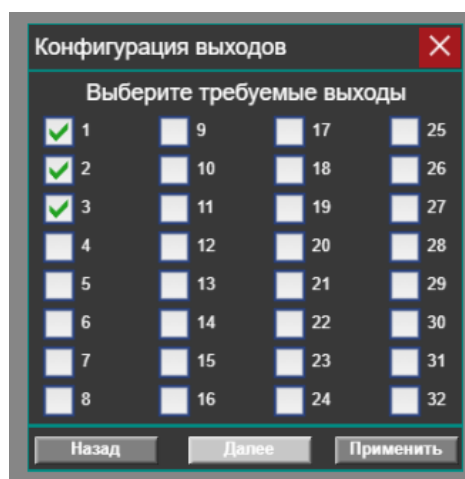 Конфигурация выходов
Выберите требуемые выходы
1 9 17 25
2 10 18 26
3 11 19 27
4 12 20 28
5 13 21 29
6 14 22 30
7 15 23 31
8 16 24 32
Назад Далее Применить